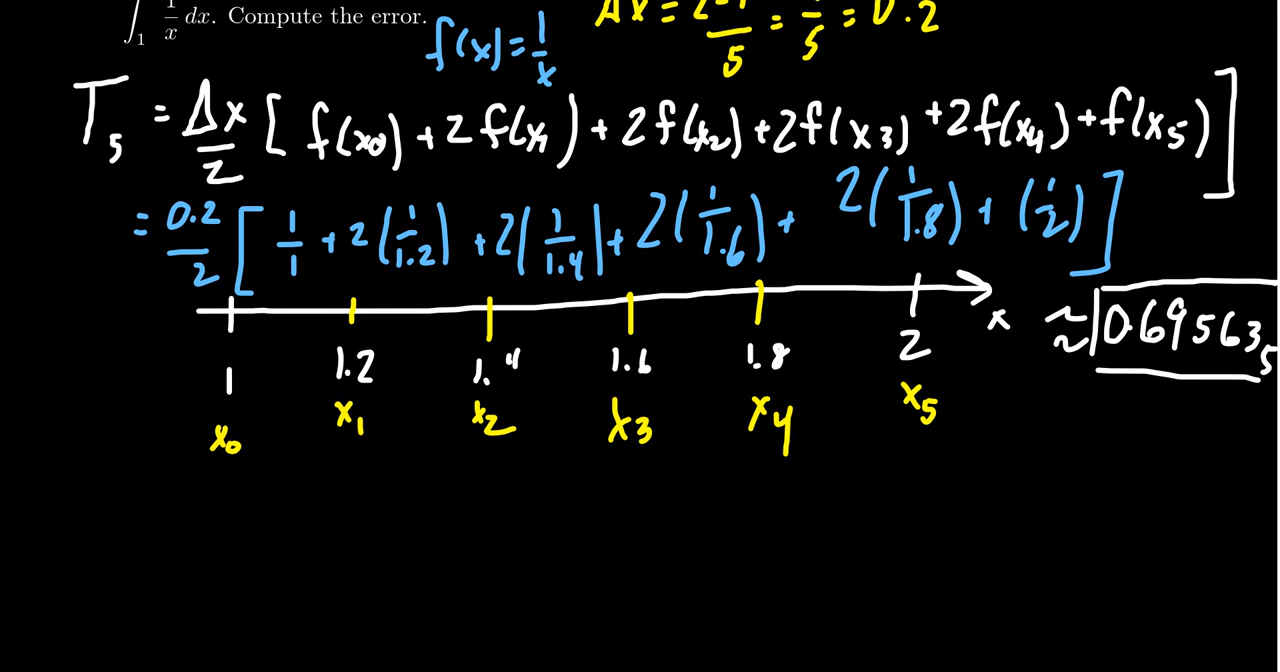 ∫₁ 1/x dx. Compute the error.
f(x) = 1/x
Δx = 2-1/5 = 1/5 = 0.2
T₅ = Δx/2 [ f(x₀) + 2f(x₁) + 2f(x₂) + 2f(x₃) + 2f(x₄) + f(x₅) ]
= 0.2/2 [ 1/1 + 2(1/1.2) + 2(1/1.4) + 2(1/1.6) + 2(1/1.8) + (1/2) ]
≈ 0.695635
x
1 1.2 1.4 1.6 1.8 2
x₀ x₁ x₂ x₃ x₄ x₅